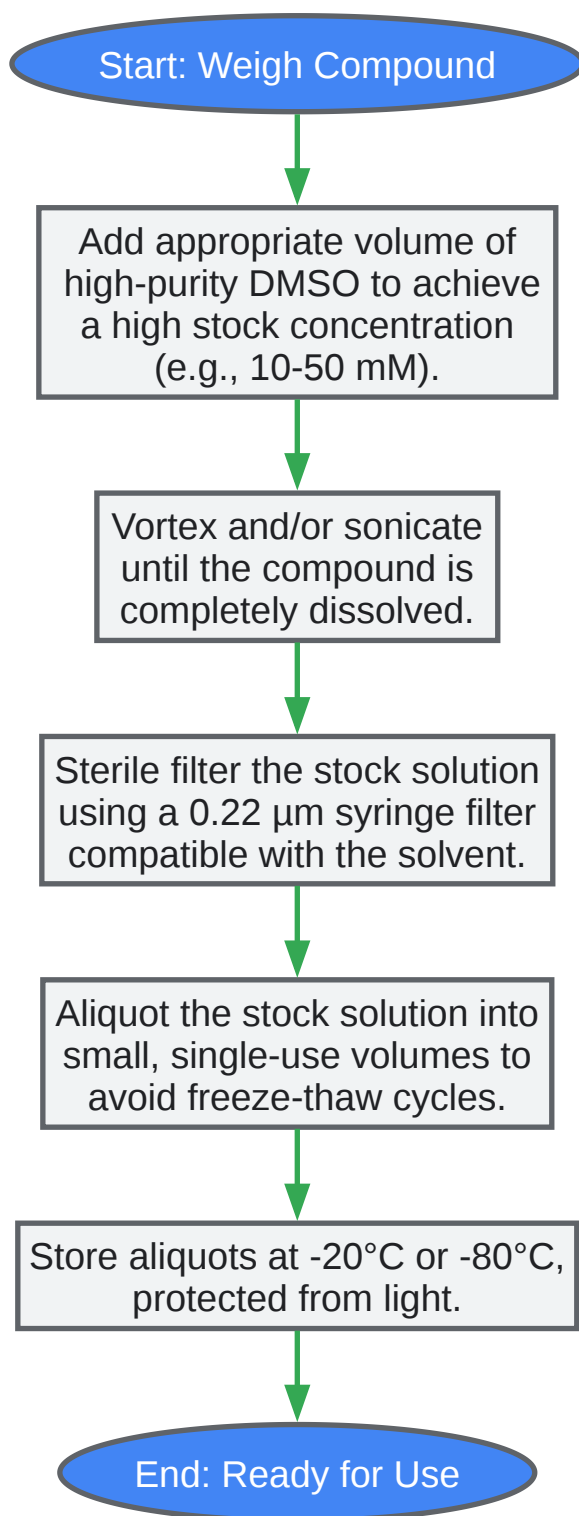 Start: Weigh Compound
Add appropriate volume of
high-purity DMSO to achieve
a high stock concentration
(e.g., 10-50 mM).
Vortex and/or sonicate
until the compound is
completely dissolved.
Sterile filter the stock solution
using a 0.22 µm syringe filter
compatible with the solvent.
Aliquot the stock solution into
small, single-use volumes to
avoid freeze-thaw cycles.
Store aliquots at -20°C or -80°C,
protected from light.
End: Ready for Use